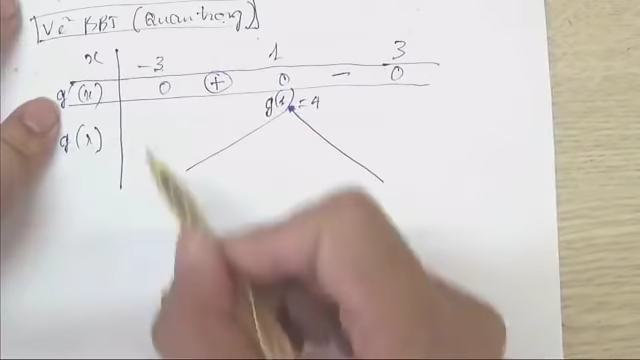 Vẽ BBT (Quan trọng)
x -3 1 3
g'(x) 0 + 0 - 0
g(1) = 4
g(x)